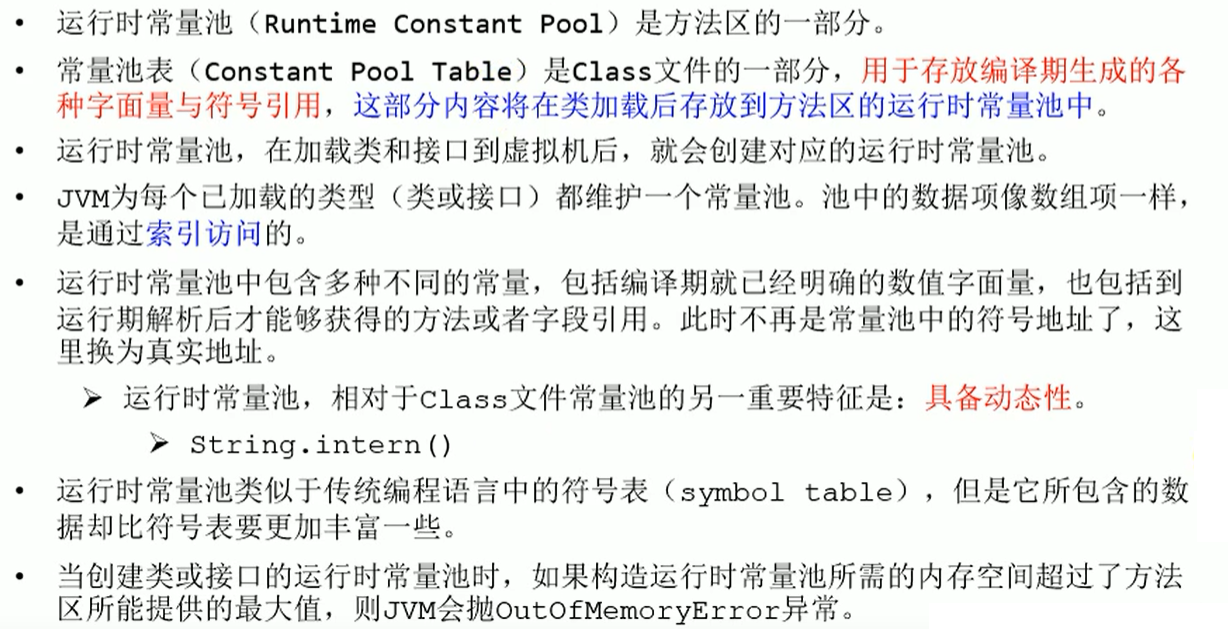 • 运行时常量池（Runtime Constant Pool）是方法区的一部分。
• 常量池表（Constant Pool Table）是Class文件的一部分，用于存放编译期生成的各
种字面量与符号引用，这部分内容将在类加载后存放到方法区的运行时常量池中。
• 运行时常量池，在加载类和接口到虚拟机后，就会创建对应的运行时常量池。
• JVM为每个已加载的类型（类或接口）都维护一个常量池。池中的数据项像数组项一样，
是通过索引访问的。
• 运行时常量池中包含多种不同的常量，包括编译期就已经明确的数值字面量，也包括到
运行期解析后才能够获得的方法或者字段引用。此时不再是常量池中的符号地址了，这
里换为真实地址。
➢ 运行时常量池，相对于Class文件常量池的另一重要特征是：具备动态性。
➢ String.intern()
• 运行时常量池类似于传统编程语言中的符号表（symbol table），但是它所包含的数
据却比符号表要更加丰富一些。
• 当创建类或接口的运行时常量池时，如果构造运行时常量池所需的内存空间超过了方法
区所能提供的最大值，则JVM会抛OutOfMemoryError异常。